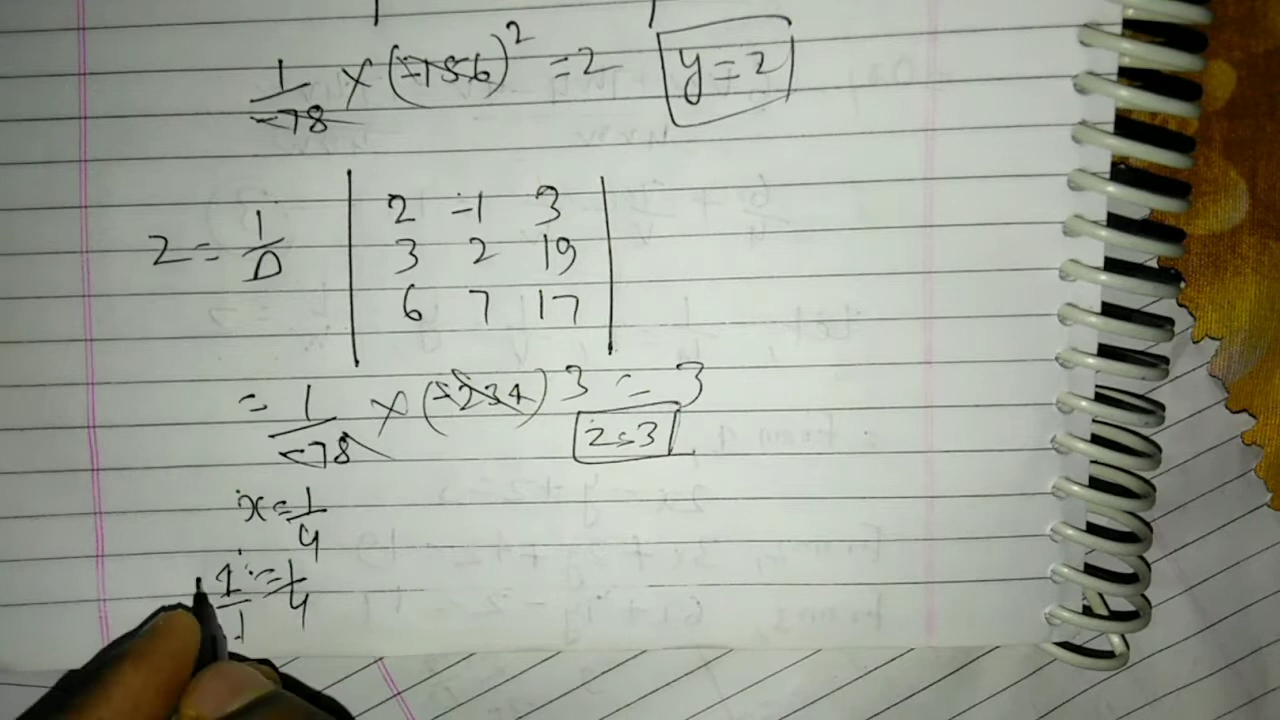 1/-78 × (-156)² = 2 y = 2
z = 1/D | 2 -1 3 |
| 3 2 19 |
| 6 7 17 |
= 1/-78 × (-234) 3 = 3
z = 3
x = 1/4
1/1 = 1/4